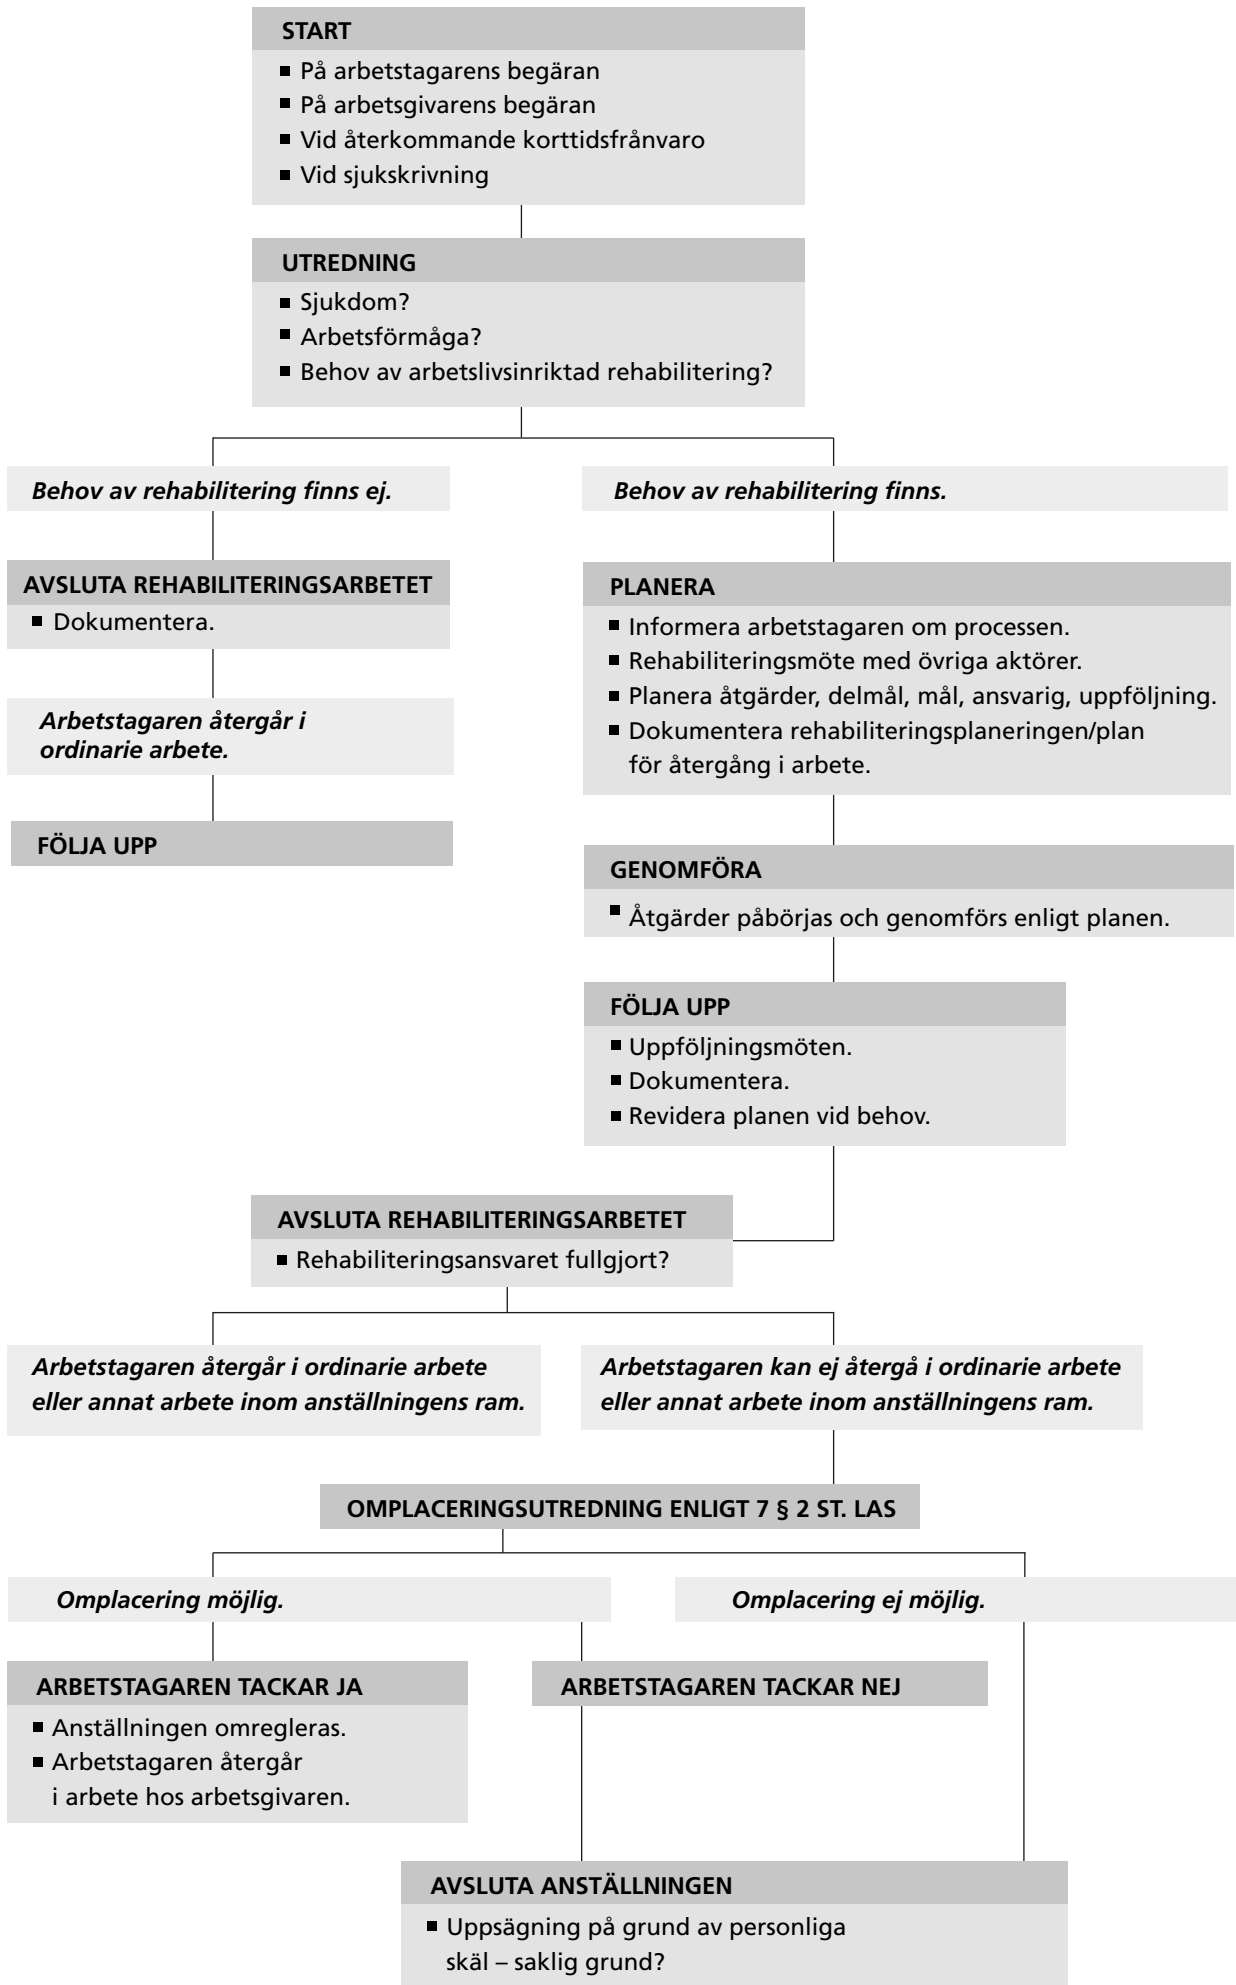 START
■ På arbetstagarens begäran
■ På arbetsgivarens begäran
■ Vid återkommande korttidsfrånvaro
■ Vid sjukskrivning
UTREDNING
■ Sjukdom?
■ Arbetsförmåga?
■ Behov av arbetslivsinriktad rehabilitering?
Behov av rehabilitering finns ej.
AVSLUTA REHABILITERINGSARBETET
■ Dokumentera.
Arbetstagaren återgår i
ordinarie arbete.
FÖLJA UPP
Behov av rehabilitering finns.
PLANERA
■ Informera arbetstagaren om processen.
■ Rehabiliteringsmöte med övriga aktörer.
■ Planera åtgärder, delmål, mål, ansvarig, uppföljning.
■ Dokumentera rehabiliteringsplaneringen/plan
för återgång i arbete.
GENOMFÖRA
■ Åtgärder påbörjas och genomförs enligt planen.
FÖLJA UPP
■ Uppföljningsmöten.
■ Dokumentera.
■ Revidera planen vid behov.
AVSLUTA REHABILITERINGSARBETET
■ Rehabiliteringsansvaret fullgjort?
Arbetstagaren återgår i ordinarie arbete
eller annat arbete inom anställningens ram.
Arbetstagaren kan ej återgå i ordinarie arbete
eller annat arbete inom anställningens ram.
OMPLACERINGSUTREDNING ENLIGT 7 § 2 ST. LAS
Omplacering möjlig.
Omplacering ej möjlig.
ARBETSTAGAREN TACKAR JA
■ Anställningen omregleras.
■ Arbetstagaren återgår
i arbete hos arbetsgivaren.
ARBETSTAGAREN TACKAR NEJ
AVSLUTA ANSTÄLLNINGEN
■ Uppsägning på grund av personliga
skäl – saklig grund?